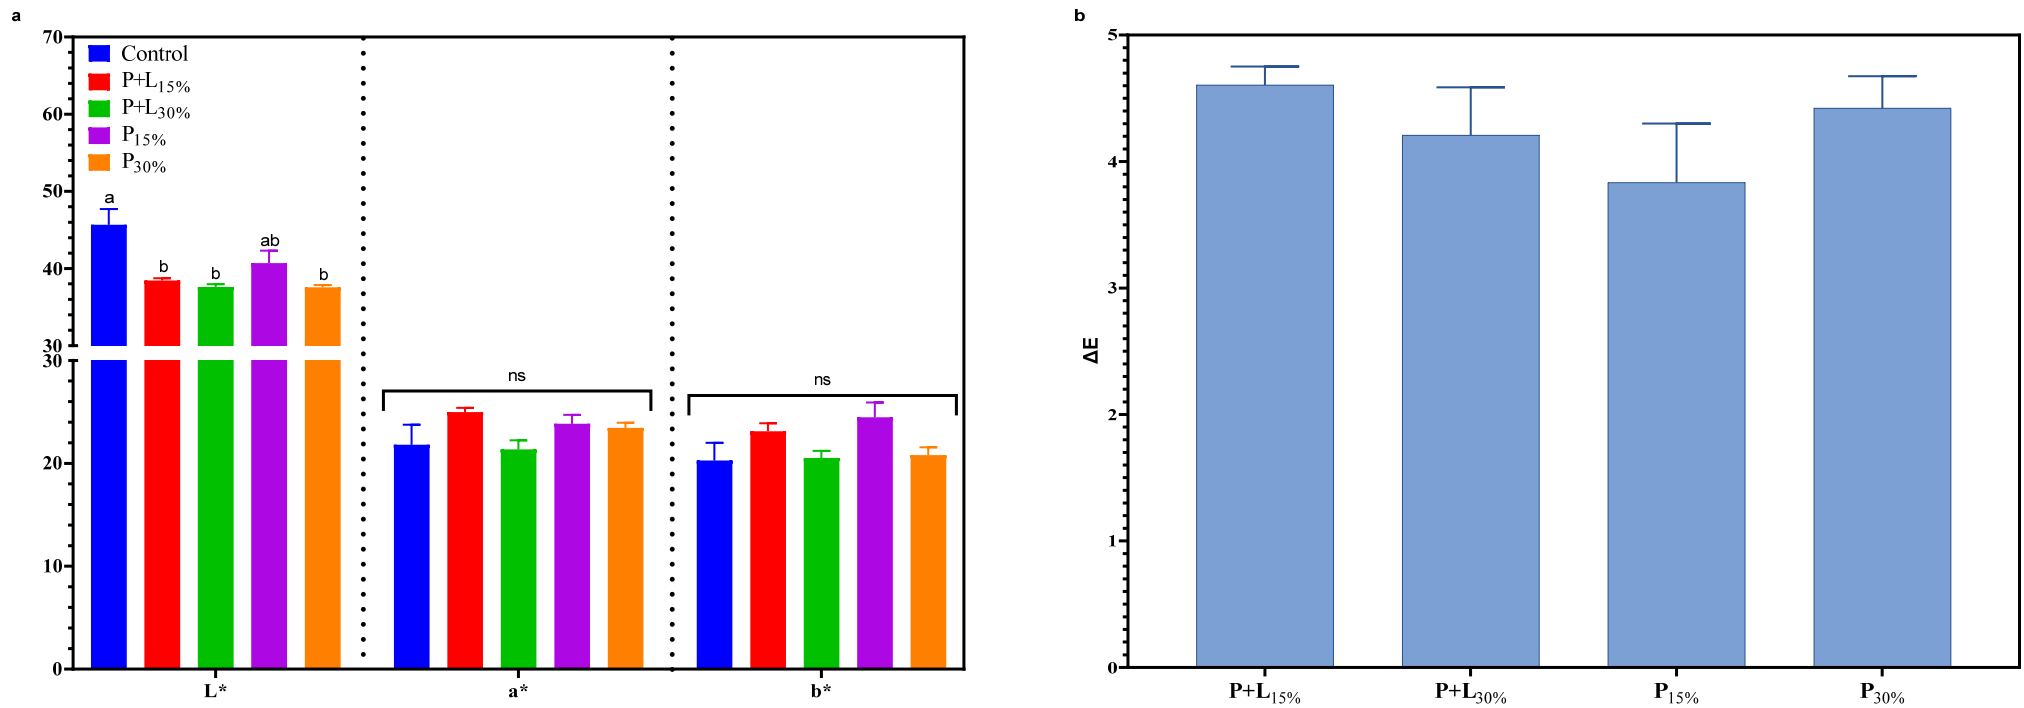 a
70
60
50
40
30
30
20
10
0
Control
P+L15%
P+L30%
P15%
P30%
a
b
b
ab
b
ns
ns
L*
a*
b*
b
5
4
3
2
1
0
ΔE
P+L15%
P+L30%
P15%
P30%